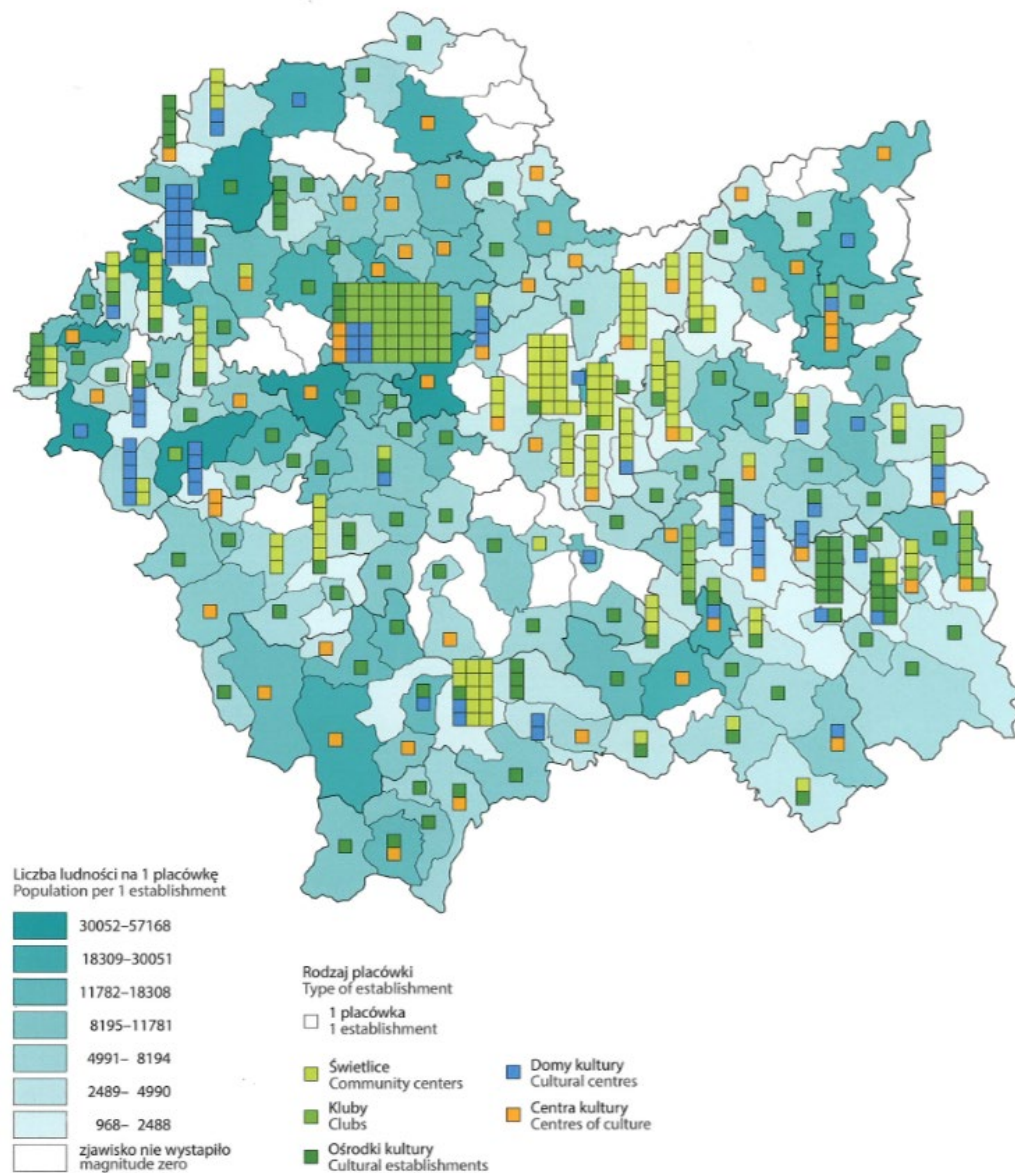 Liczba ludności na 1 placówkę
Population per 1 establishment
30052–57168
18309–30051
11782–18308
8195–11781
4991– 8194
2489– 4990
968– 2488
zjawisko nie wystąpiło
magnitude zero
Rodzaj placówki
Type of establishment
1 placówka
1 establishment
Świetlice
Community centers
Kluby
Clubs
Ośrodki kultury
Cultural establishments
Domy kultury
Cultural centres
Centra kultury
Centres of culture